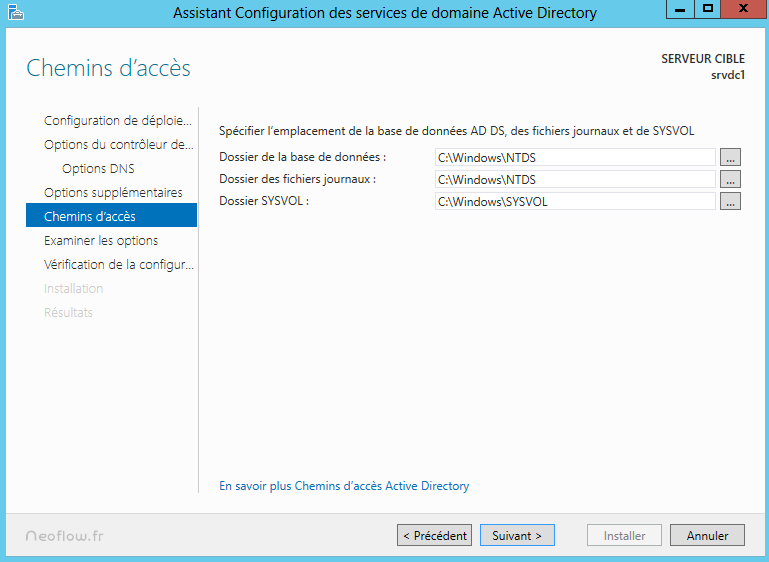 Assistant Configuration des services de domaine Active Directory
Chemins d’accès
SERVEUR CIBLE
srvdc1
Configuration de déploie...
Options du contrôleur de...
Options DNS
Options supplémentaires
Chemins d’accès
Examiner les options
Vérification de la configur...
Installation
Résultats
Spécifier l’emplacement de la base de données AD DS, des fichiers journaux et de SYSVOL
Dossier de la base de données : C:\Windows\NTDS ...
Dossier des fichiers journaux : C:\Windows\NTDS ...
Dossier SYSVOL : C:\Windows\SYSVOL ...
En savoir plus Chemins d’accès Active Directory
Neoflow.fr
< Précédent Suivant > Installer Annuler